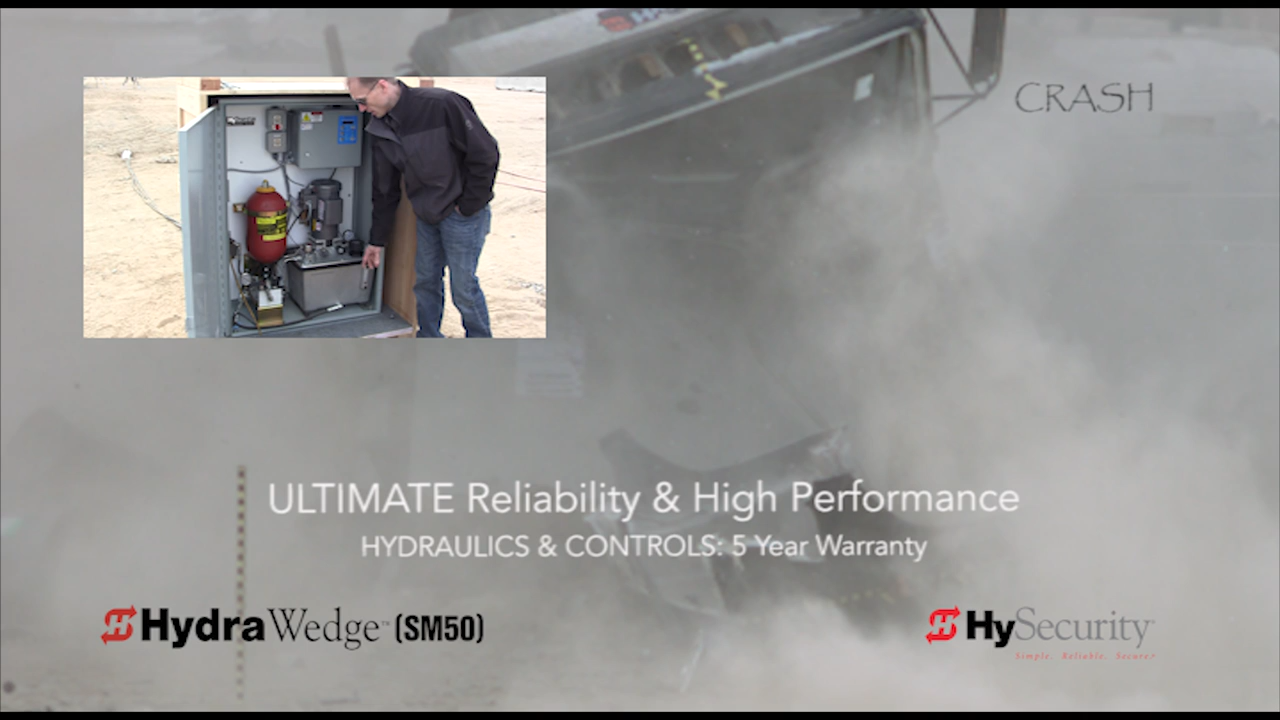 CRASH
ULTIMATE Reliability & High Performance
HYDRAULICS & CONTROLS: 5 Year Warranty
HydraWedge™ (SM50)
HySecurity
Simple. Reliable. Secure.